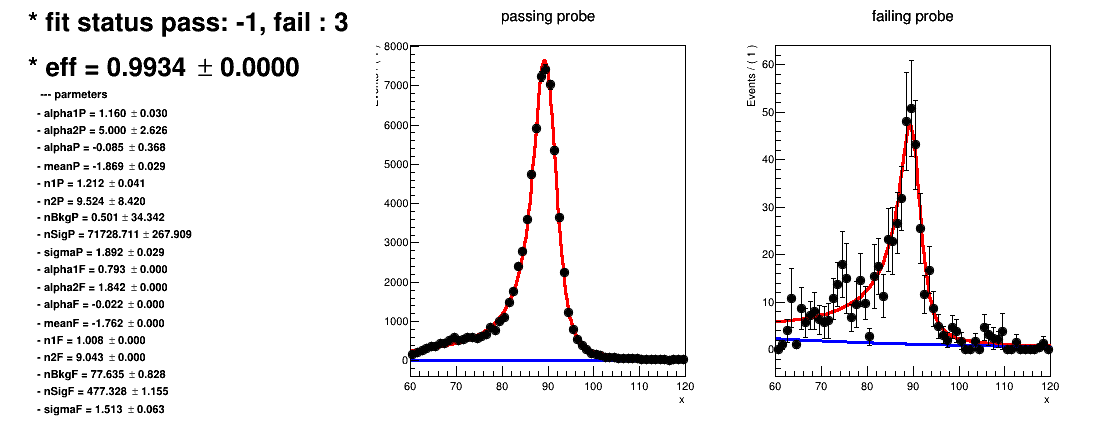 * fit status pass: -1, fail : 3
* eff = 0.9934 ± 0.0000
--- parmeters
- alpha1P = 1.160 ± 0.030
- alpha2P = 5.000 ± 2.626
- alphaP = -0.085 ± 0.368
- meanP = -1.869 ± 0.029
- n1P = 1.212 ± 0.041
- n2P = 9.524 ± 8.420
- nBkgP = 0.501 ± 34.342
- nSigP = 71728.711 ± 267.909
- sigmaP = 1.892 ± 0.029
- alpha1F = 0.793 ± 0.000
- alpha2F = 1.842 ± 0.000
- alphaF = -0.022 ± 0.000
- meanF = -1.762 ± 0.000
- n1F = 1.008 ± 0.000
- n2F = 9.043 ± 0.000
- nBkgF = 77.635 ± 0.828
- nSigF = 477.328 ± 1.155
- sigmaF = 1.513 ± 0.063
passing probe
8000
7000
6000
5000
4000
3000
2000
1000
0
60 70 80 90 100 110 120
x
failing probe
Events / ( 1 )
60
50
40
30
20
10
0
60 70 80 90 100 110 120
x